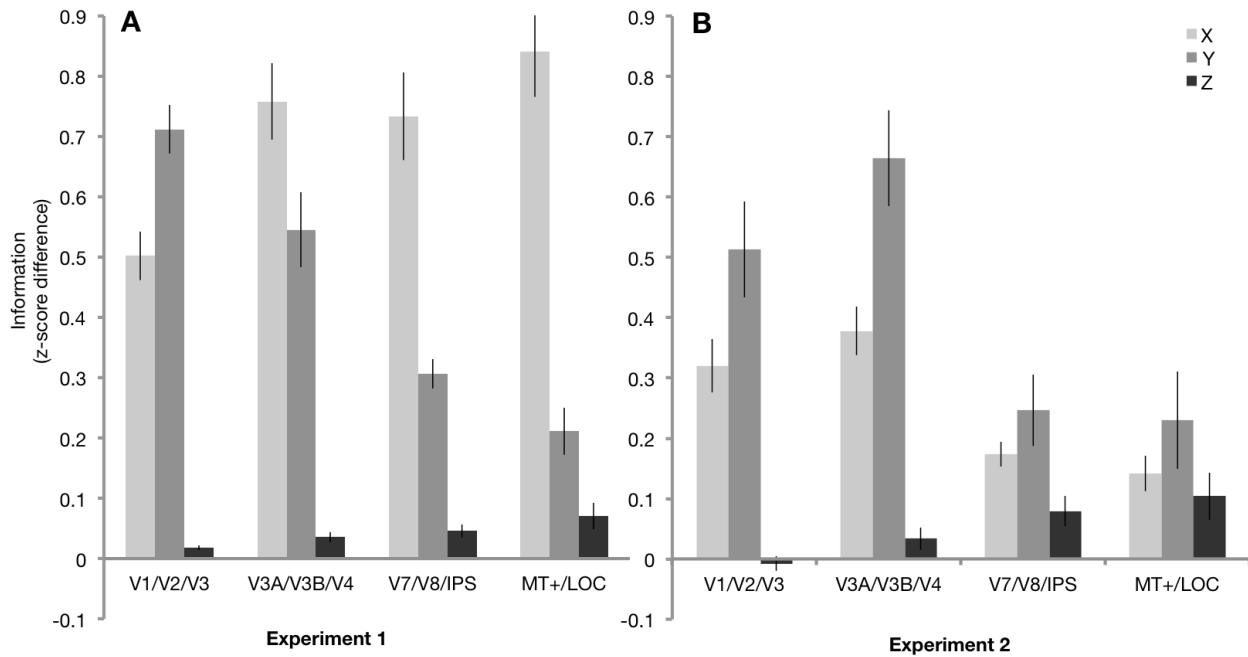 A
Information
(z-score difference)
0.9
0.8
0.7
0.6
0.5
0.4
0.3
0.2
0.1
0
-0.1
V1/V2/V3 V3A/V3B/V4 V7/V8/IPS MT+/LOC
Experiment 1
B
X
Y
Z
0.9
0.8
0.7
0.6
0.5
0.4
0.3
0.2
0.1
0
-0.1
V1/V2/V3 V3A/V3B/V4 V7/V8/IPS MT+/LOC
Experiment 2